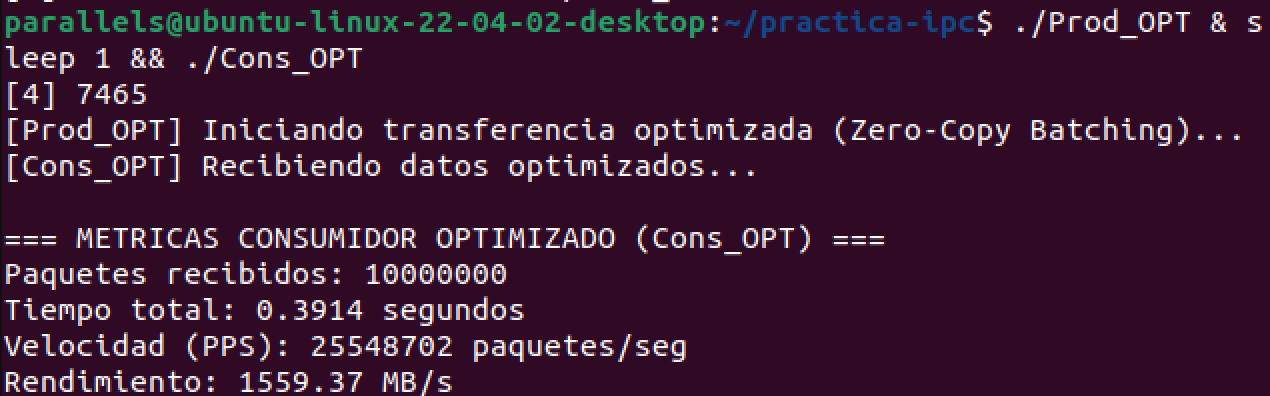 parallels@ubuntu-linux-22-04-02-desktop:~/practica-ipc$ ./Prod_OPT & s
leep 1 && ./Cons_OPT
[4] 7465
[Prod_OPT] Iniciando transferencia optimizada (Zero-Copy Batching)...
[Cons_OPT] Recibiendo datos optimizados...
=== METRICAS CONSUMIDOR OPTIMIZADO (Cons_OPT) ===
Paquetes recibidos: 10000000
Tiempo total: 0.3914 segundos
Velocidad (PPS): 25548702 paquetes/seg
Rendimiento: 1559.37 MB/s